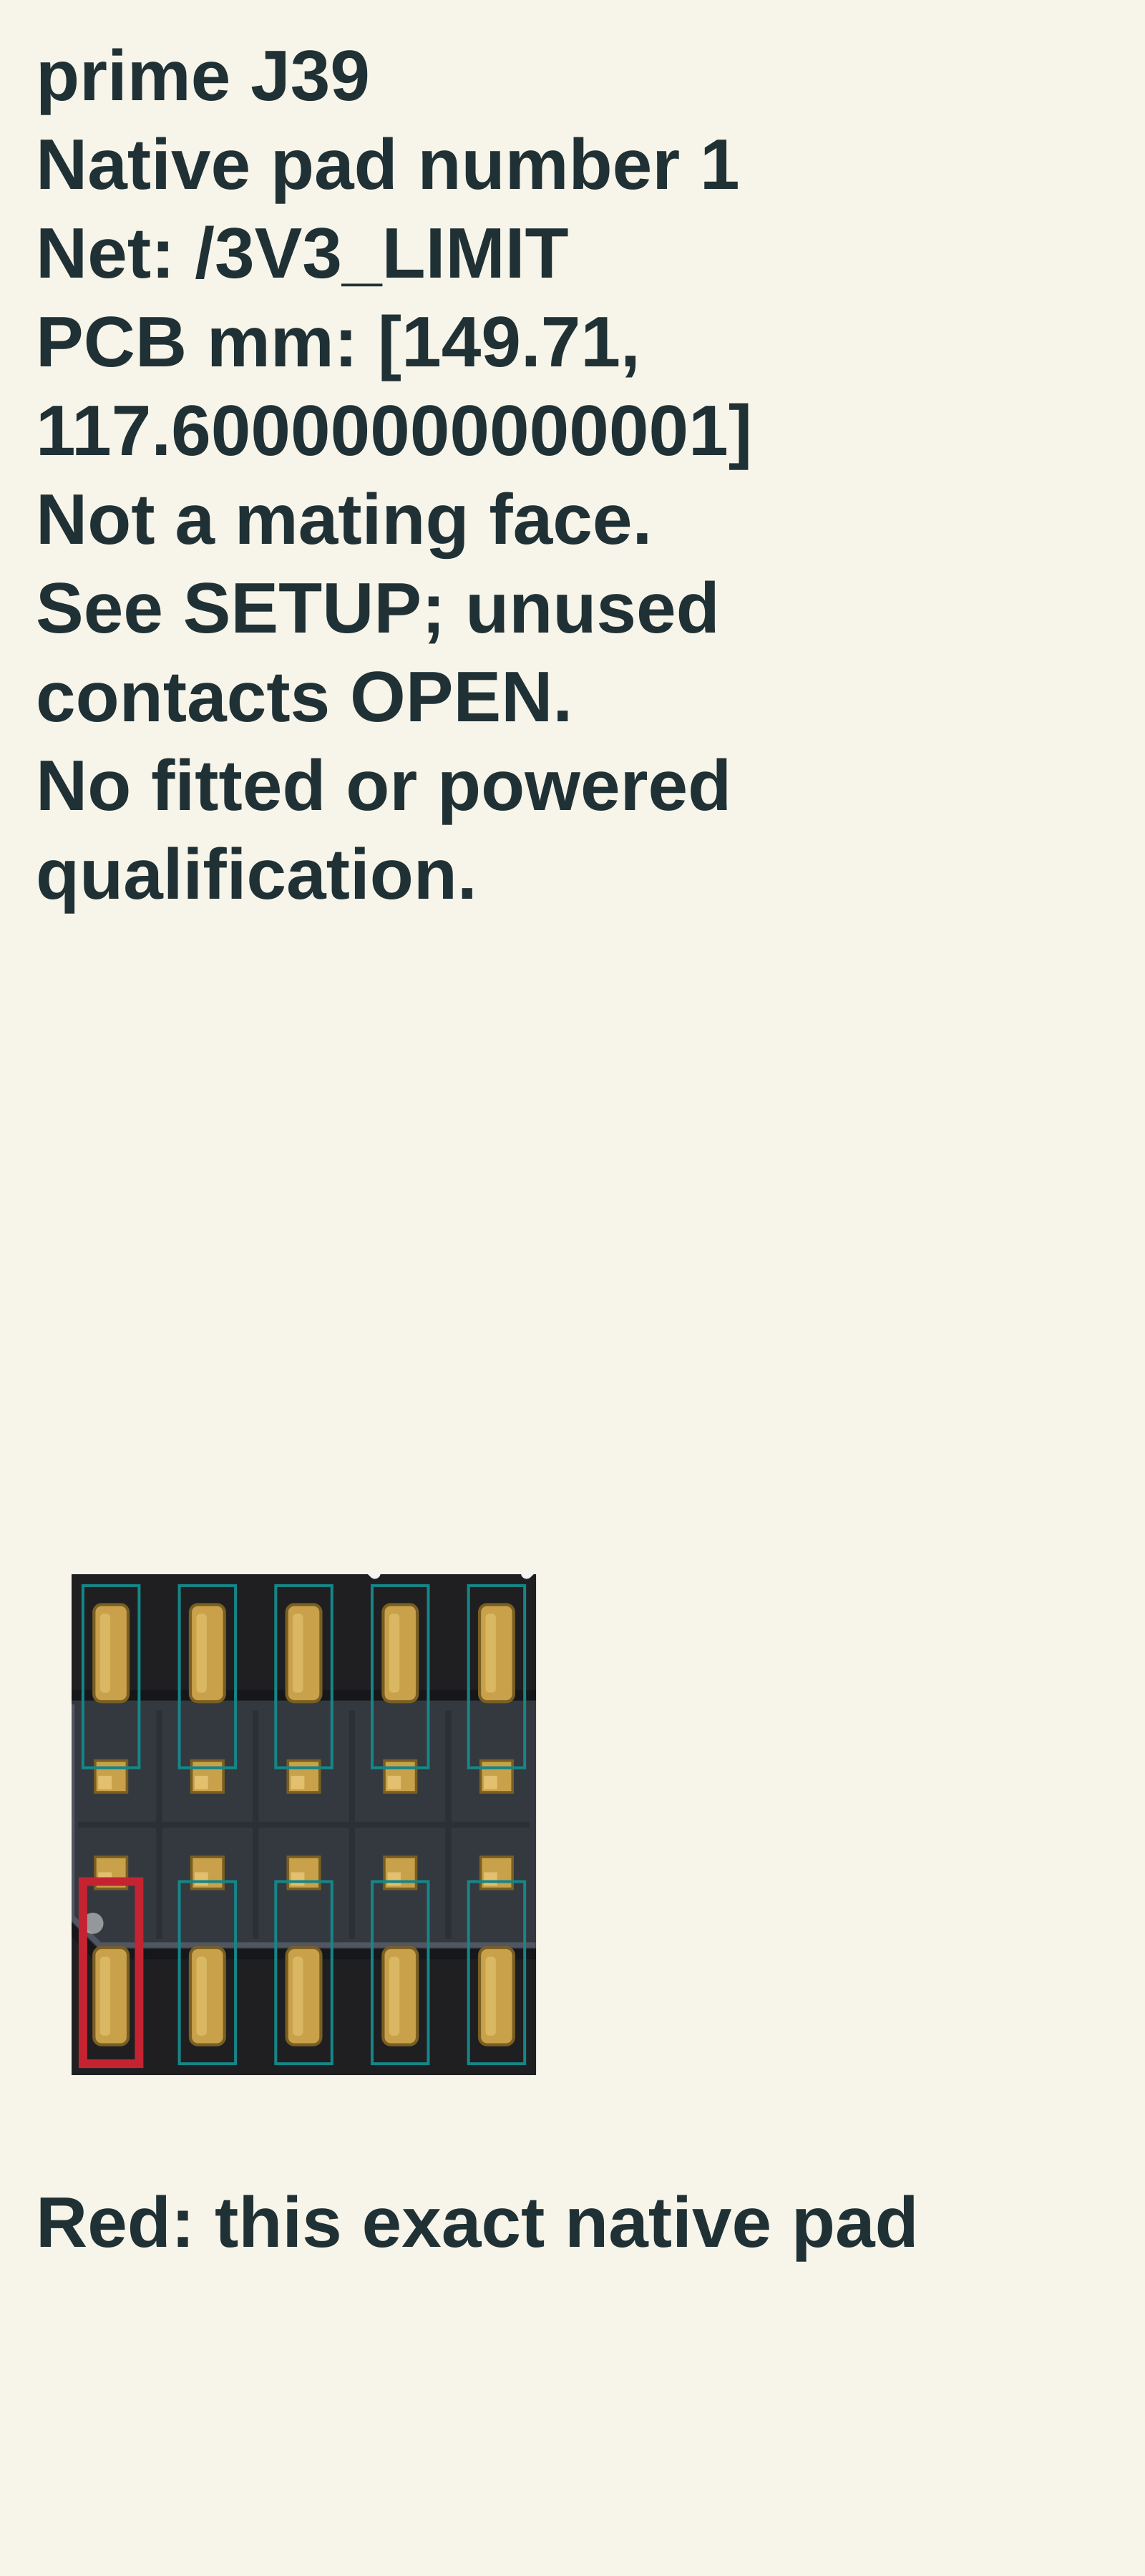 prime J39
Native pad number 1
Net: /3V3_LIMIT
PCB mm: [149.71,
117.60000000000001]
Not a mating face.
See SETUP; unused
contacts OPEN.
No fitted or powered
qualification.
Red: this exact native pad